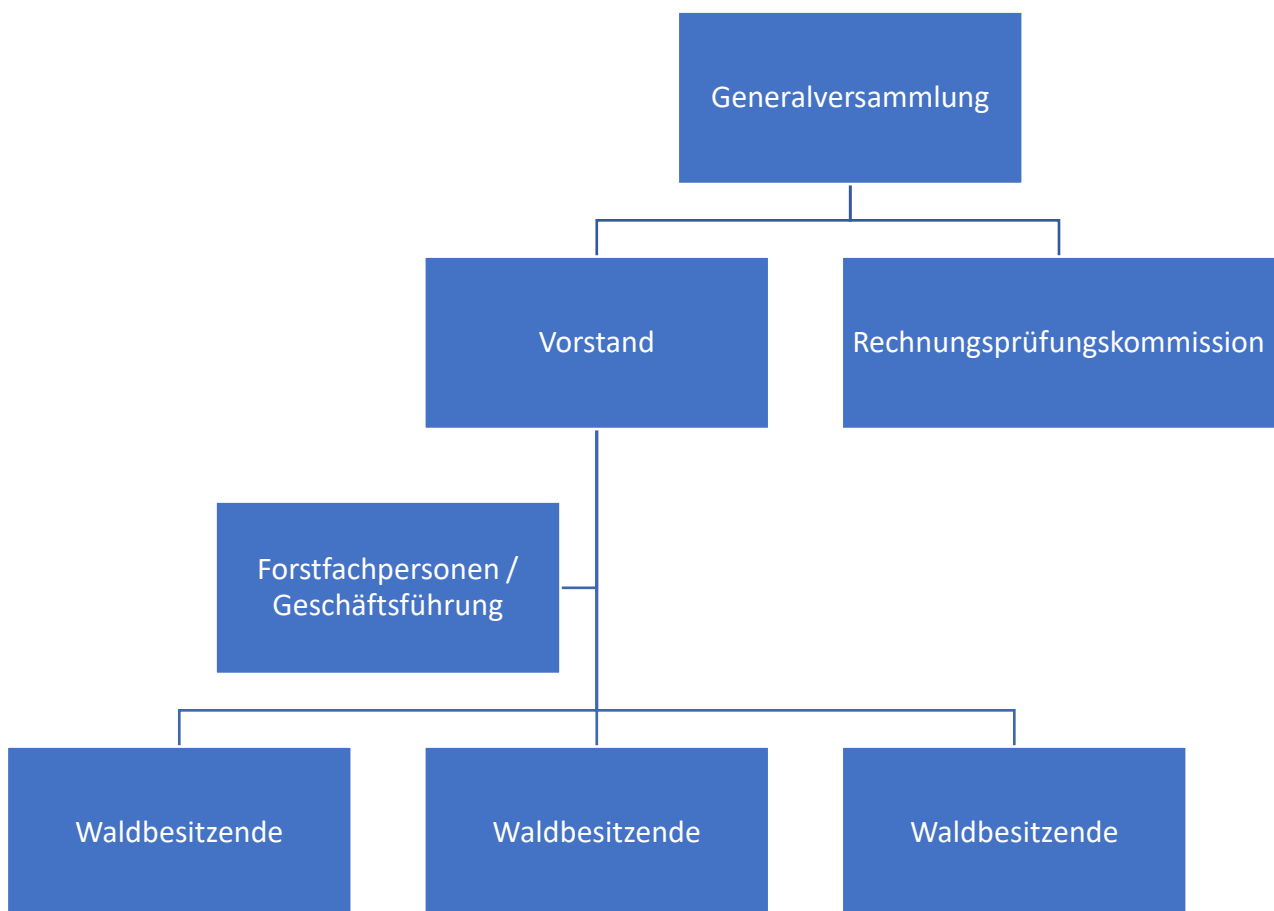 Generalversammlung
Vorstand
Rechnungsprüfungskommission
Forstfachpersonen /
Geschäftsführung
Waldbesitzende
Waldbesitzende
Waldbesitzende